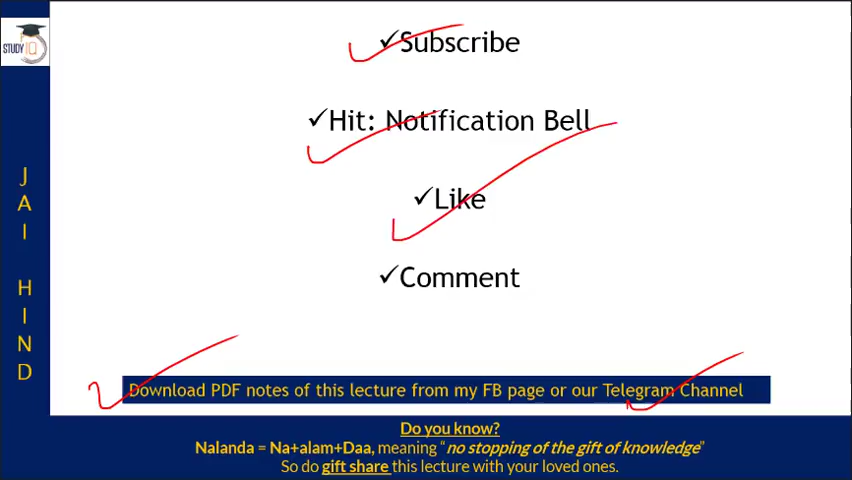 STUDY IQ
✓Subscribe
✓Hit: Notification Bell
✓Like
✓Comment
J
A
I
H
I
N
D
Download PDF notes of this lecture from my FB page or our Telegram Channel
Do you know?
Nalanda = Na+alam+Daa, meaning “no stopping of the gift of knowledge”
So do gift share this lecture with your loved ones.